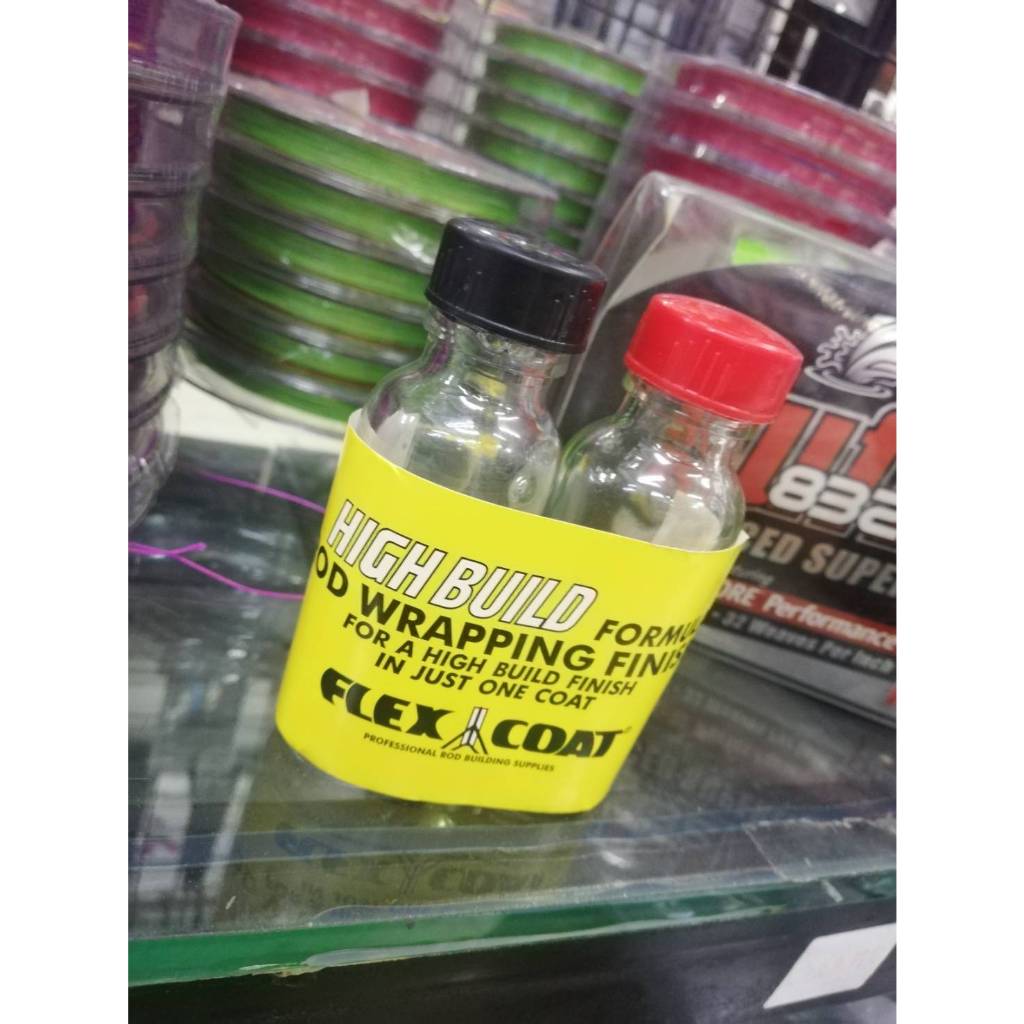 HIGH BUILD FORMU
OD WRAPPING FINIS
FOR A HIGH BUILD FINISH
IN JUST ONE COAT
FLEX COAT
PROFESSIONAL ROD BUILDING SUPPLIES
832
SUPE
ORE Performance
32 Weaves Per Inch